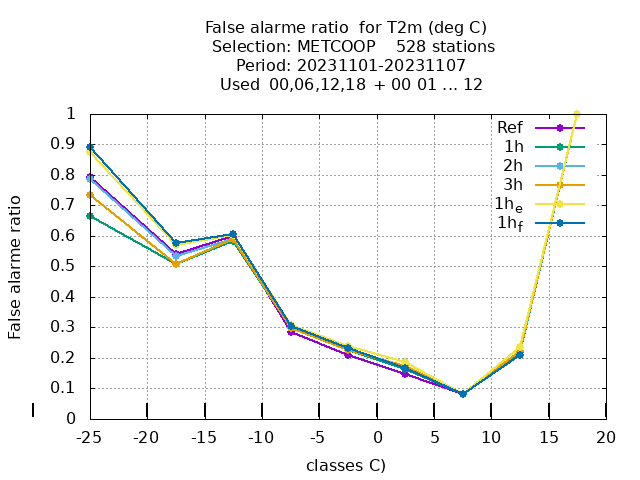 False alarme ratio for T2m (deg C)
Selection: METCOOP 528 stations
Period: 20231101-20231107
Used 00,06,12,18 + 00 01 ... 12
1
0.9
0.8
0.7
0.6
0.5
0.4
0.3
0.2
0.1
0
False alarme ratio
Ref
1h
2h
3h
1he
1hf
-25 -20 -15 -10 -5 0 5 10 15 20
classes C)